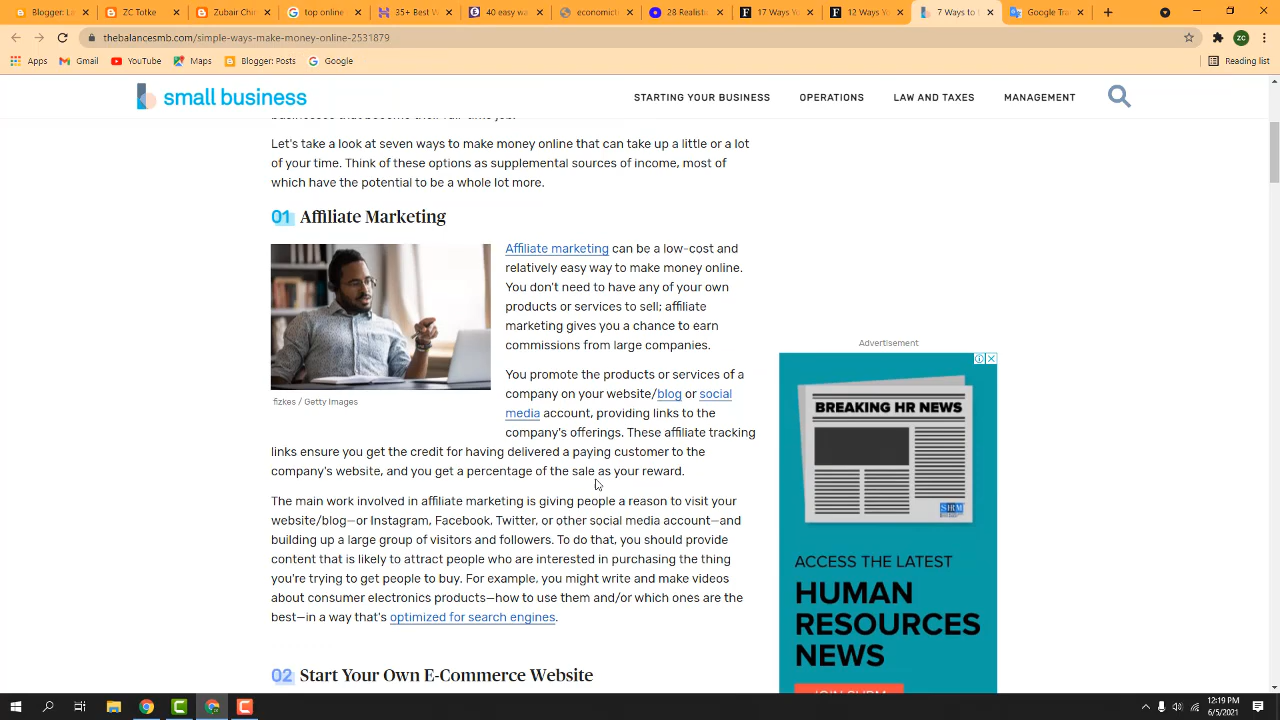 Blogger: B
ZC Totke
Zubair Chi
top online
35+ Best V
40 easy wa
economic
28 Realis
17 Ways Y
12 Ways Y
7 Ways to
Google Tra
thebalancesmb.com/simple-ways-make-money-online-2531879
ZC
Apps
Gmail
YouTube
Maps
Blogger: Posts
Google
Reading list
small business
STARTING YOUR BUSINESS
OPERATIONS
LAW AND TAXES
MANAGEMENT
businesses that become their full-time job.
Let's take a look at seven ways to make money online that can take up a little or a lot
of your time. Think of these options as supplemental sources of income, most of
which have the potential to be a whole lot more.
01 Affiliate Marketing
Affiliate marketing can be a low-cost and
relatively easy way to make money online.
You don't need to have any of your own
products or services to sell; affiliate
marketing gives you a chance to earn
commissions from large companies.
fizkes / Getty Images
You promote the products or services of a
company on your website/blog or social
media account, providing links to the
company's offerings. These affiliate tracking
links ensure you get the credit for having delivered a paying customer to the
company's website, and you get a percentage of the sale as your reward.
The main work involved in affiliate marketing is giving people a reason to visit your
website/blog—or Instagram, Facebook, Twitter, or other social media account—and
building up a large group of visitors and followers. To do that, you should provide
content that is likely to attract people who are interested in purchasing the thing
you're trying to get people to buy. For example, you might write and make videos
about consumer electronics products—how to use them and/or which ones are the
best—in a way that's optimized for search engines.
02 Start Your Own E-Commerce Website
Advertisement
BREAKING HR NEWS
SHRM
ACCESS THE LATEST
HUMAN
RESOURCES
NEWS
JOIN SHRM
12:19 PM
6/5/2021